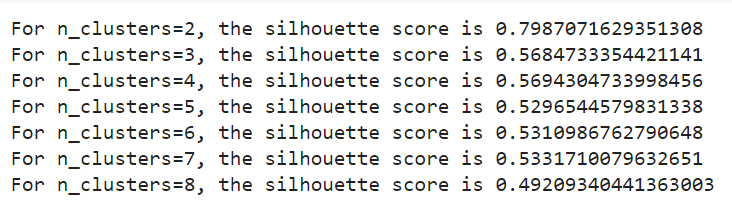 For n_clusters=2, the silhouette score is 0.7987071629351308
For n_clusters=3, the silhouette score is 0.5684733354421141
For n_clusters=4, the silhouette score is 0.5694304733998456
For n_clusters=5, the silhouette score is 0.5296544579831338
For n_clusters=6, the silhouette score is 0.5310986762790648
For n_clusters=7, the silhouette score is 0.5331710079632651
For n_clusters=8, the silhouette score is 0.49209340441363003